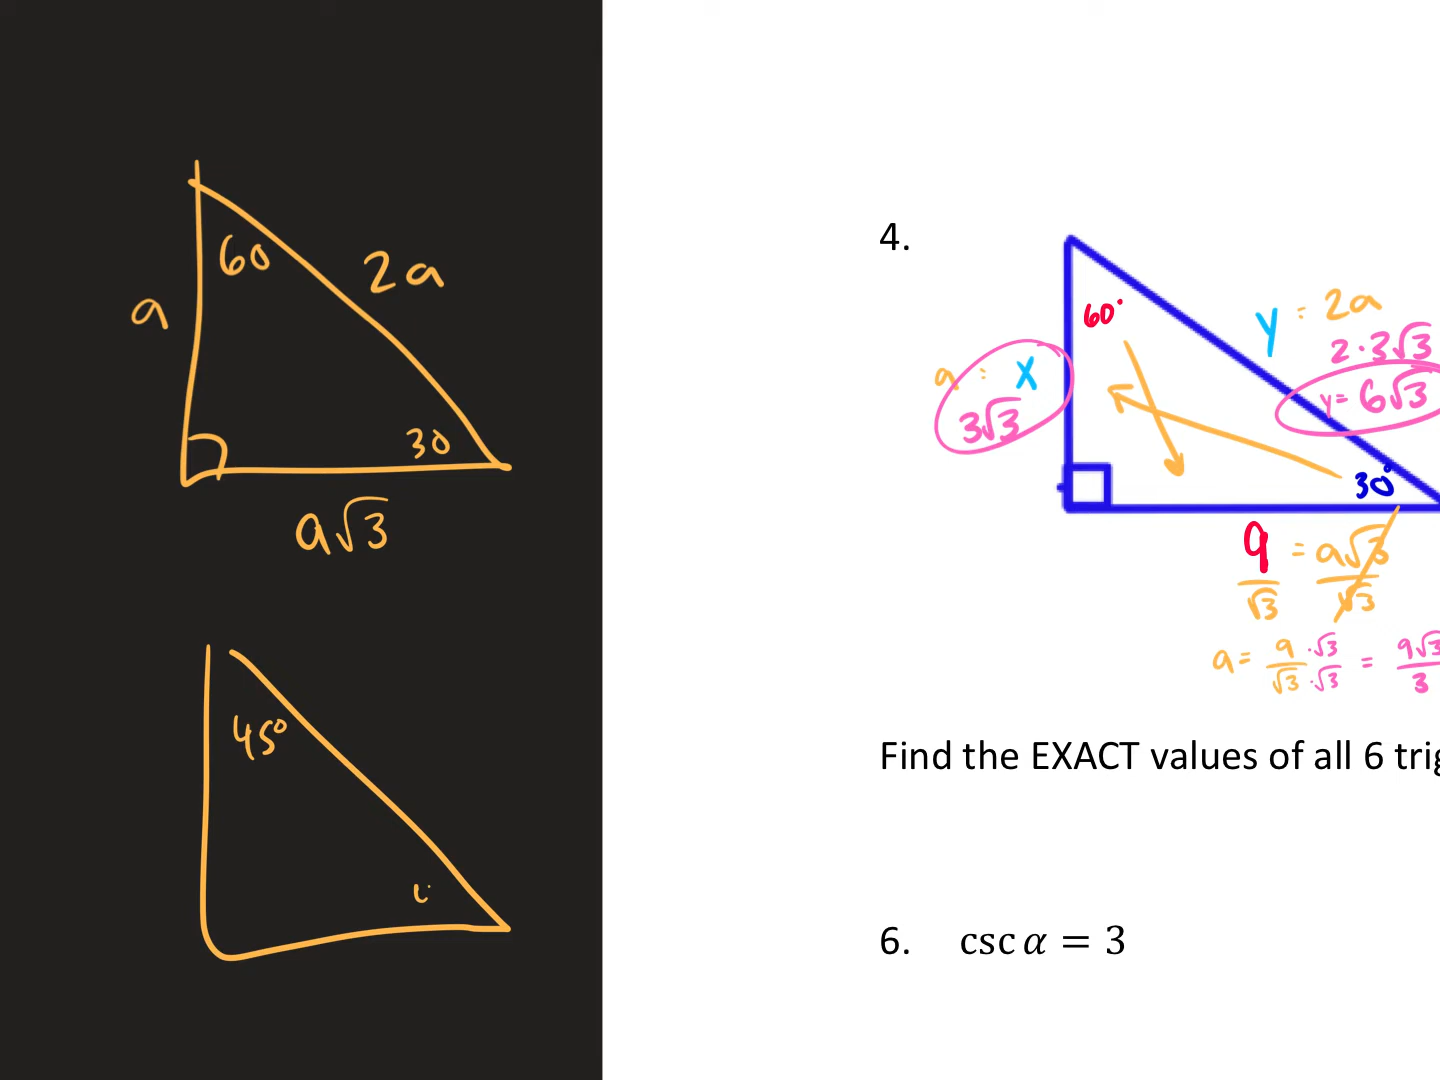 60
2a
a
30
a√3
45°
4.
60°
y = 2a
2·3√3
y= 6√3
a = x
3√3
30°
9 = a√3
√3 √3
a = 9/√3 ·√3/·√3 = 9√3/3
Find the EXACT values of all 6 trig
6. csc α = 3